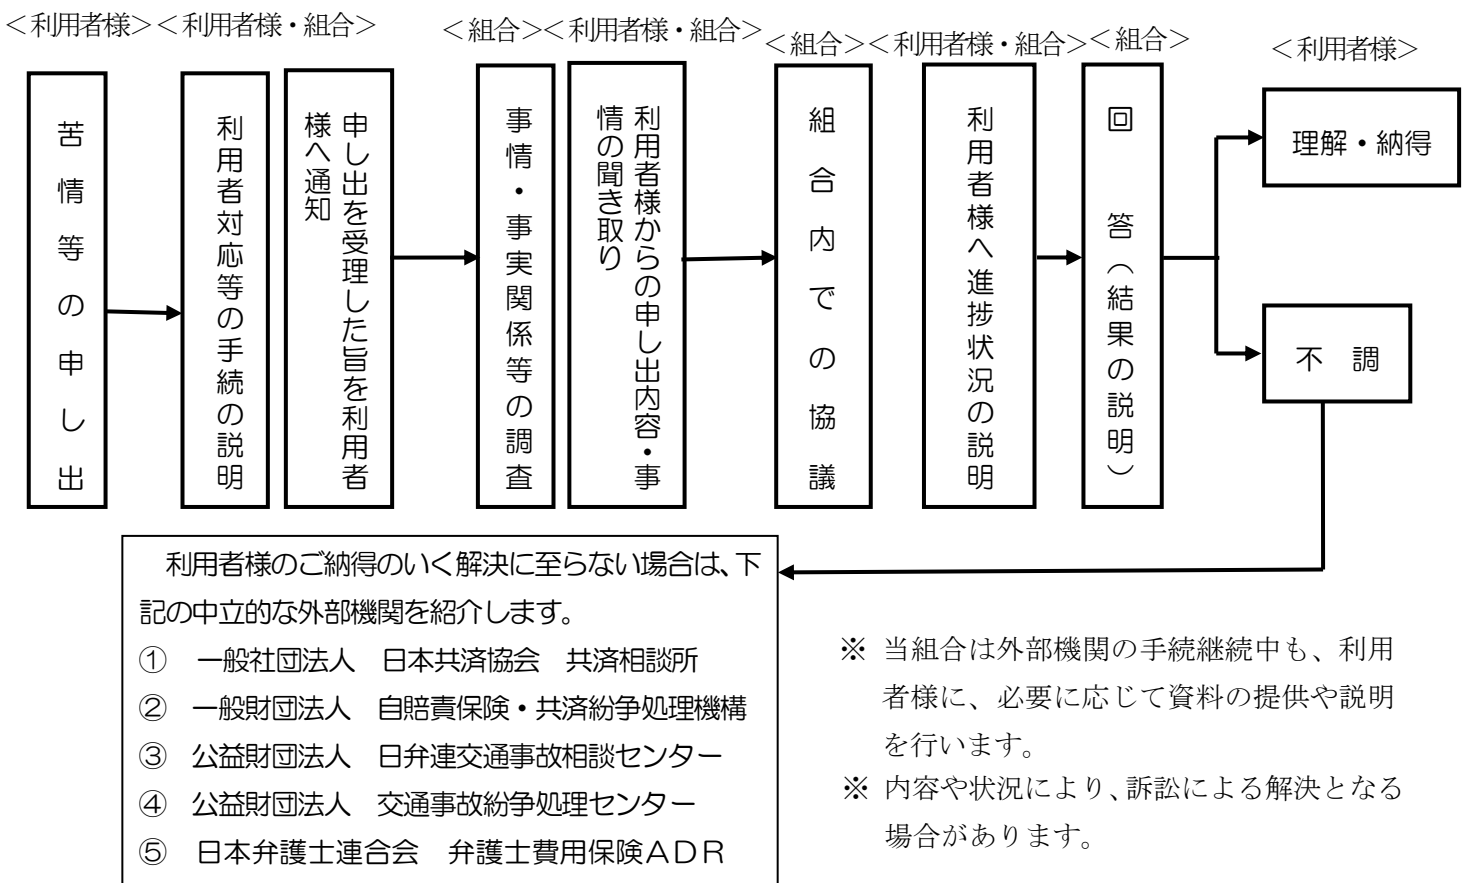 ＜利用者様＞
＜利用者様・組合＞
＜組合＞
＜利用者様・組合＞
＜組合＞
＜利用者様・組合＞
＜組合＞
＜利用者様＞
苦情等の申し出
利用者対応等の手続の説明
申し出を受理した旨を利用者
様へ通知
事情・事実関係等の調査
利用者様からの申し出内容・事
情の聞き取り
組合内での協議
利用者様へ進捗状況の説明
回　答（結果の説明）
理解・納得
不　調
利用者様のご納得のいく解決に至らない場合は、下
記の中立的な外部機関を紹介します。
①　一般社団法人　日本共済協会　共済相談所
②　一般財団法人　自賠責保険・共済紛争処理機構
③　公益財団法人　日弁連交通事故相談センター
④　公益財団法人　交通事故紛争処理センター
⑤　日本弁護士連合会　弁護士費用保険ＡＤＲ
※ 当組合は外部機関の手続継続中も、利用
者様に、必要に応じて資料の提供や説明
を行います。
※ 内容や状況により、訴訟による解決となる
場合があります。